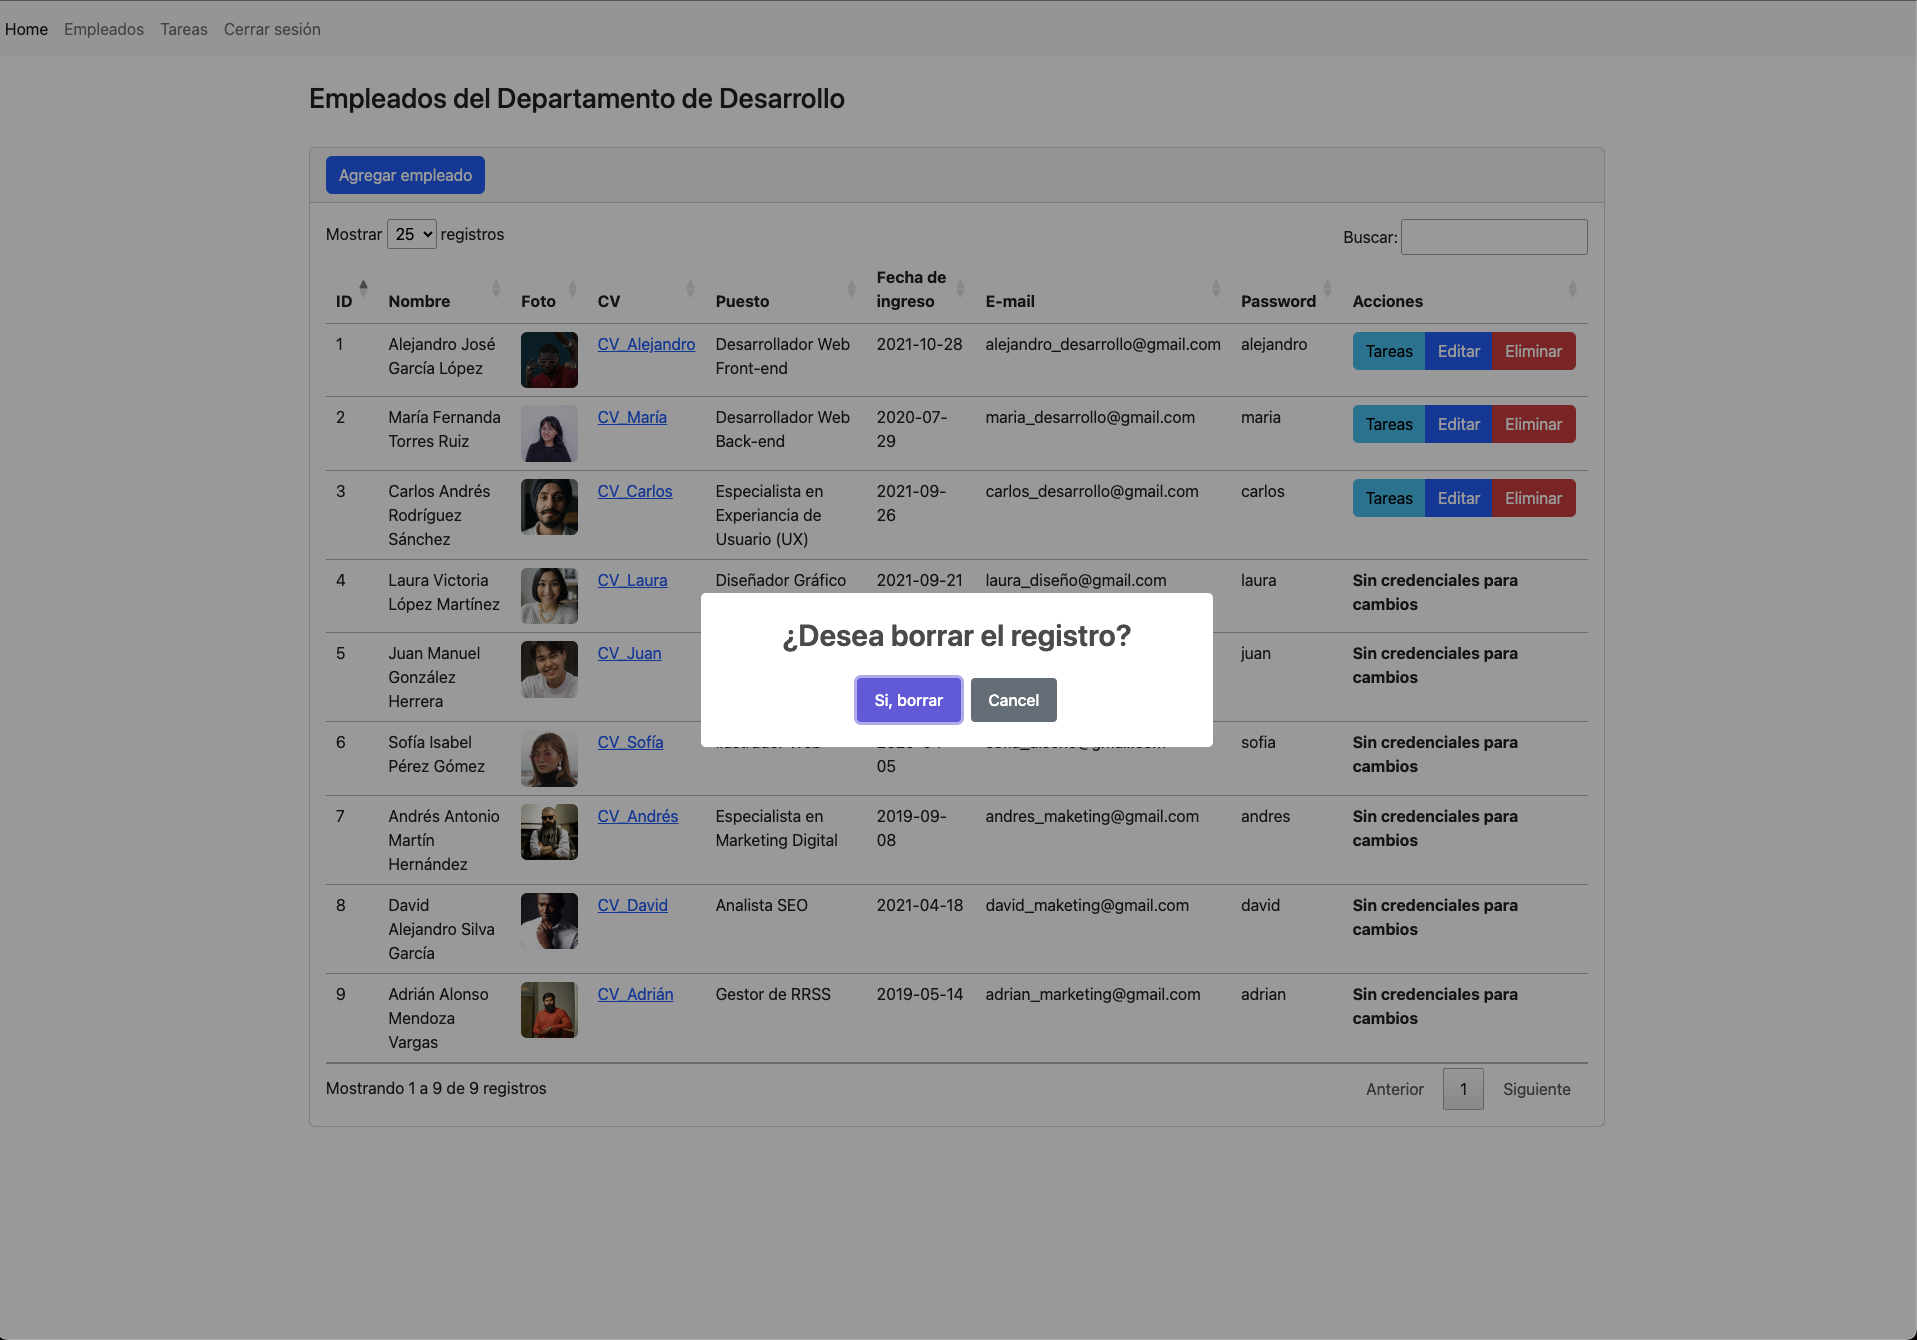 Home Empleados Tareas Cerrar sesión
Empleados del Departamento de Desarrollo
Agregar empleado
Mostrar 25 registros
Buscar:
ID Nombre Foto CV Puesto Fecha de ingreso E-mail Password Acciones
1 Alejandro José García López CV_Alejandro Desarrollador Web Front-end 2021-10-28 alejandro_desarrollo@gmail.com alejandro Tareas Editar Eliminar
2 María Fernanda Torres Ruiz CV_María Desarrollador Web Back-end 2020-07-29 maria_desarrollo@gmail.com maria Tareas Editar Eliminar
3 Carlos Andrés Rodríguez Sánchez CV_Carlos Especialista en Experiancia de Usuario (UX) 2021-09-26 carlos_desarrollo@gmail.com carlos Tareas Editar Eliminar
4 Laura Victoria López Martínez CV_Laura Diseñador Gráfico 2021-09-21 laura_diseño@gmail.com laura Sin credenciales para cambios
¿Desea borrar el registro?
Si, borrar Cancel
5 Juan Manuel González Herrera CV_Juan juan Sin credenciales para cambios
6 Sofía Isabel Pérez Gómez CV_Sofía 05 sofia Sin credenciales para cambios
7 Andrés Antonio Martín Hernández CV_Andrés Especialista en Marketing Digital 2019-09-08 andres_maketing@gmail.com andres Sin credenciales para cambios
8 David Alejandro Silva García CV_David Analista SEO 2021-04-18 david_maketing@gmail.com david Sin credenciales para cambios
9 Adrián Alonso Mendoza Vargas CV_Adrián Gestor de RRSS 2019-05-14 adrian_marketing@gmail.com adrian Sin credenciales para cambios
Mostrando 1 a 9 de 9 registros
Anterior 1 Siguiente